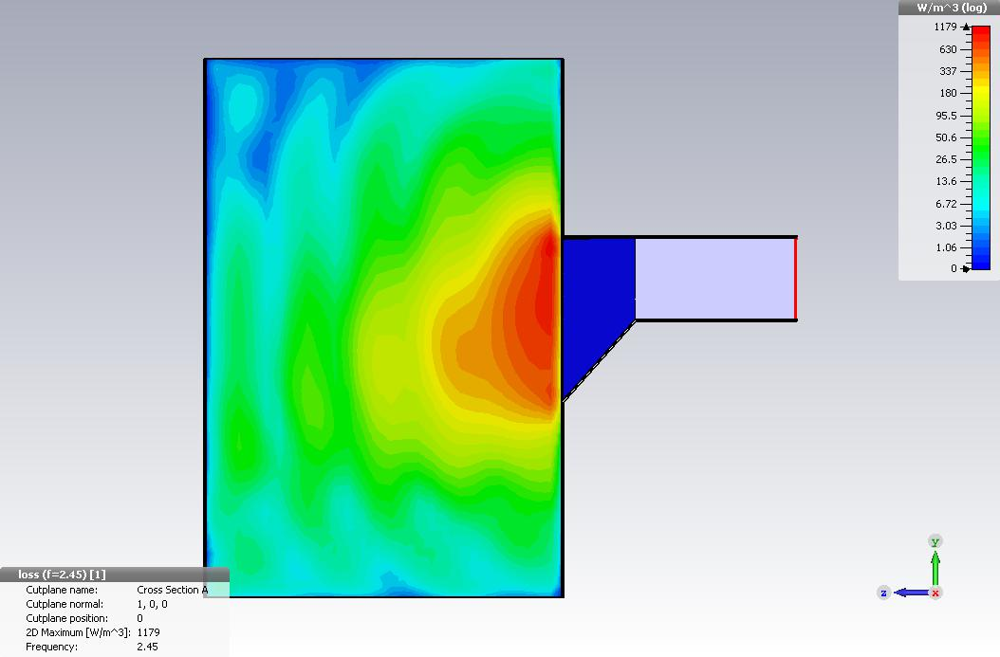 W/m^3 (log)
1179
630
337
180
95.5
50.6
26.5
13.6
6.72
3.03
1.06
0
y
z
x
loss (f=2.45) [1]
Cutplane name: Cross Section A
Cutplane normal: 1, 0, 0
Cutplane position: 0
2D Maximum [W/m^3]: 1179
Frequency: 2.45